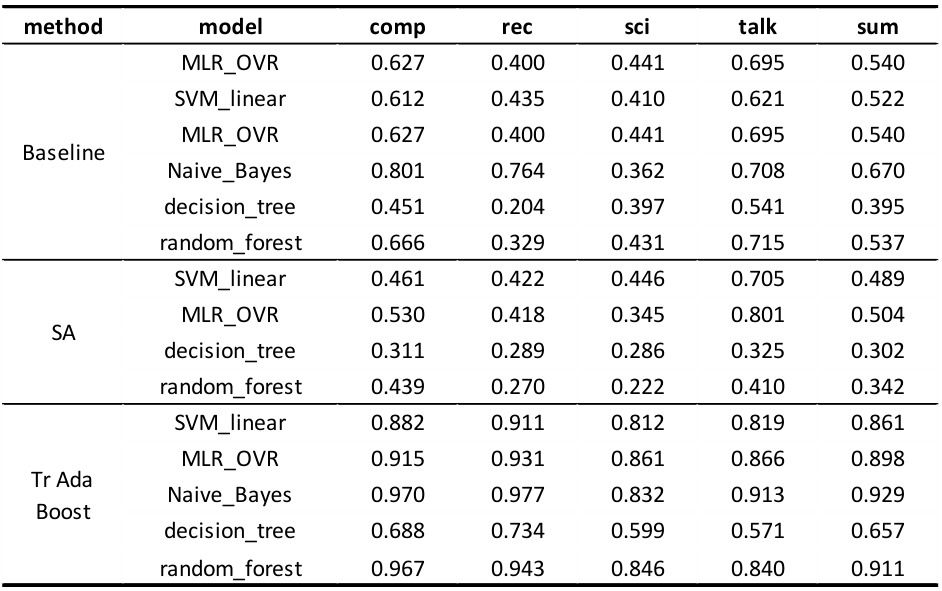 method model comp rec sci talk sum
Baseline
MLR_OVR 0.627 0.400 0.441 0.695 0.540
SVM_linear 0.612 0.435 0.410 0.621 0.522
MLR_OVR 0.627 0.400 0.441 0.695 0.540
Naive_Bayes 0.801 0.764 0.362 0.708 0.670
decision_tree 0.451 0.204 0.397 0.541 0.395
random_forest 0.666 0.329 0.431 0.715 0.537
SA
SVM_linear 0.461 0.422 0.446 0.705 0.489
MLR_OVR 0.530 0.418 0.345 0.801 0.504
decision_tree 0.311 0.289 0.286 0.325 0.302
random_forest 0.439 0.270 0.222 0.410 0.342
Tr Ada
Boost
SVM_linear 0.882 0.911 0.812 0.819 0.861
MLR_OVR 0.915 0.931 0.861 0.866 0.898
Naive_Bayes 0.970 0.977 0.832 0.913 0.929
decision_tree 0.688 0.734 0.599 0.571 0.657
random_forest 0.967 0.943 0.846 0.840 0.911